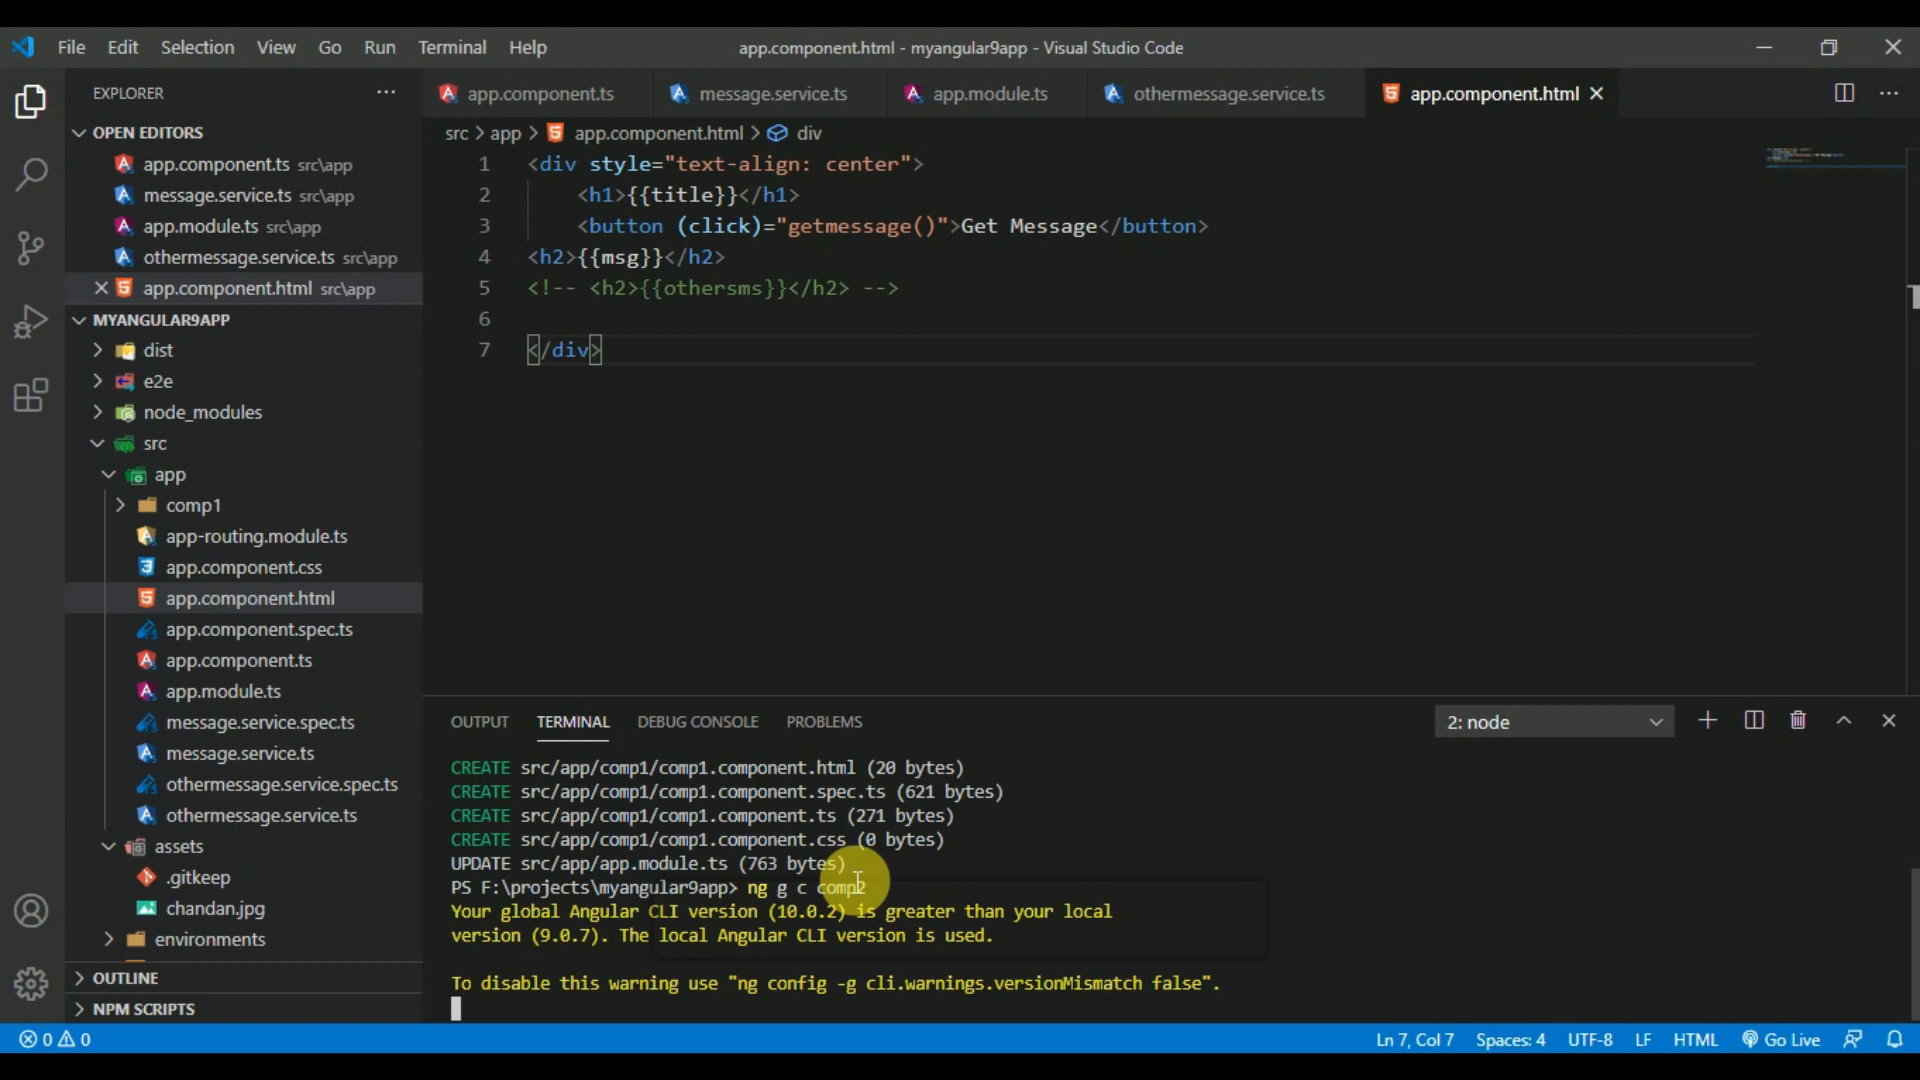 File Edit Selection View Go Run Terminal Help
app.component.html - myangular9app - Visual Studio Code
EXPLORER
OPEN EDITORS
app.component.ts src\app
message.service.ts src\app
app.module.ts src\app
othermessage.service.ts src\app
app.component.html src\app
MYANGULAR9APP
dist
e2e
node_modules
src
app
comp1
app-routing.module.ts
app.component.css
app.component.html
app.component.spec.ts
app.component.ts
app.module.ts
message.service.spec.ts
message.service.ts
othermessage.service.spec.ts
othermessage.service.ts
assets
.gitkeep
chandan.jpg
environments
OUTLINE
NPM SCRIPTS
app.component.ts message.service.ts app.module.ts othermessage.service.ts app.component.html
src > app > app.component.html > div
1 <div style="text-align: center">
2 <h1>{{title}}</h1>
3 <button (click)="getmessage()">Get Message</button>
4 <h2>{{msg}}</h2>
5 <!-- <h2>{{othersms}}</h2> -->
6
7 </div>
OUTPUT TERMINAL DEBUG CONSOLE PROBLEMS 2: node
CREATE src/app/comp1/comp1.component.html (20 bytes)
CREATE src/app/comp1/comp1.component.spec.ts (621 bytes)
CREATE src/app/comp1/comp1.component.ts (271 bytes)
CREATE src/app/comp1/comp1.component.css (0 bytes)
UPDATE src/app/app.module.ts (763 bytes)
PS F:\projects\myangular9app> ng g c comp2
Your global Angular CLI version (10.0.2) is greater than your local
version (9.0.7). The local Angular CLI version is used.
To disable this warning use "ng config -g cli.warnings.versionMismatch false".
0 0 Ln 7, Col 7 Spaces: 4 UTF-8 LF HTML Go Live